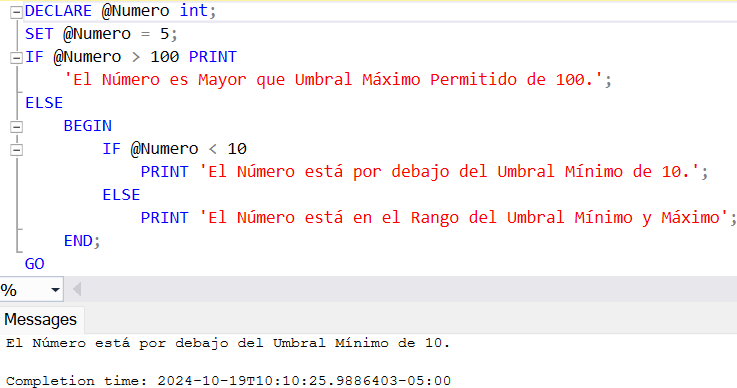 DECLARE @Numero int;
SET @Numero = 5;
IF @Numero > 100 PRINT
'El Número es Mayor que Umbral Máximo Permitido de 100.';
ELSE
BEGIN
IF @Numero < 10
PRINT 'El Número está por debajo del Umbral Mínimo de 10.';
ELSE
PRINT 'El Número está en el Rango del Umbral Mínimo y Máximo';
END;
GO
%
Messages
El Número está por debajo del Umbral Mínimo de 10.
Completion time: 2024-10-19T10:10:25.9886403-05:00